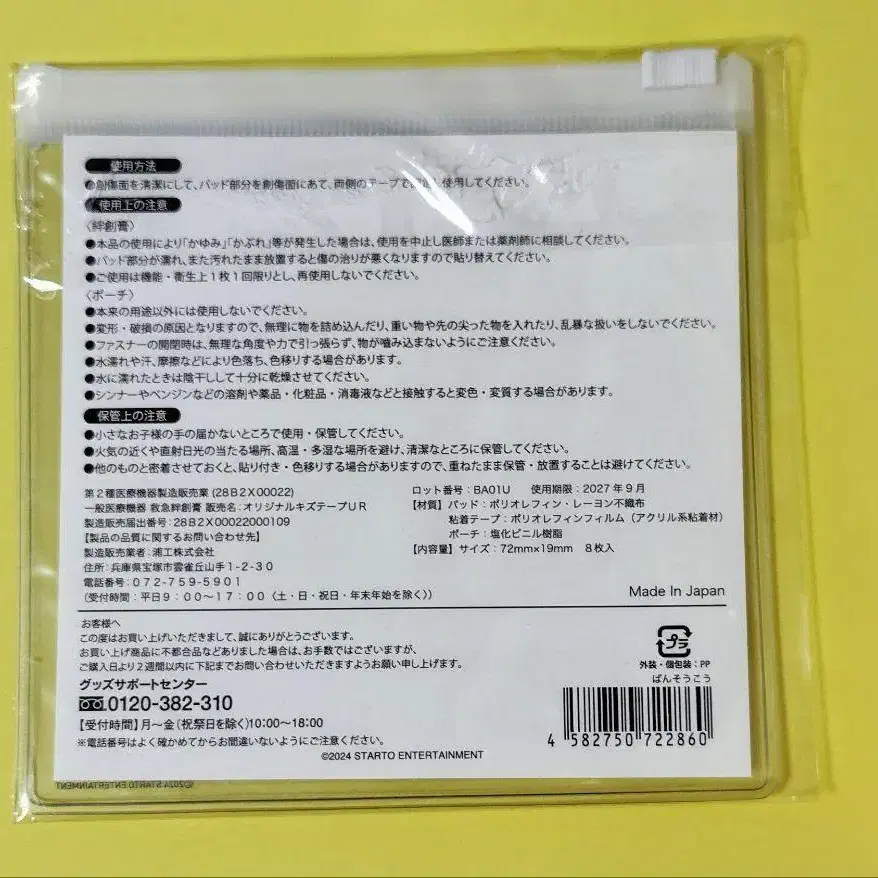 使用方法
●創傷面を清潔にして、パッド部分を創傷面にあて、両側のテープで固定し使用してください。
使用上の注意
〈絆創膏〉
●本品の使用により「かゆみ」「かぶれ」等が発生した場合は、使用を中止し医師または薬剤師に相談してください。
●パッド部分が濡れ、また汚れたまま放置すると傷の治りが悪くなりますので貼り替えてください。
●ご使用は機能・衛生上1枚1回限りとし、再使用しないでください。
〈ポーチ〉
●本来の用途以外には使用しないでください。
●変形・破損の原因となりますので、無理に物を詰め込んだり、重い物や先の尖った物を入れたり、乱暴な扱いをしないでください。
●ファスナーの開閉時は、無理な角度や力で引っ張らず、物が噛み込まないようにご注意ください。
●水濡れや汗、摩擦などにより色落ち、色移りする場合があります。
●水に濡れたときは陰干しして十分に乾燥させてください。
●シンナーやベンジンなどの溶剤や薬品・化粧品・消毒液などと接触すると変色・変質する場合があります。
保管上の注意
●小さなお子様の手の届かないところで使用・保管してください。
●火気の近くや直射日光の当たる場所、高温・多湿な場所を避け、清潔なところに保管してください。
●他のものと密着させておくと、貼り付き・色移りする場合がありますので、重ねたまま保管・放置することは避けてください。
第2種医療機器製造販売業 (28B2X00022)
一般医療機器 救急絆創膏 販売名：オリジナルキズテープUR
製造販売届出番号：28B2X00022000109
【製品の品質に関するお問い合わせ先】
製造販売業者：浦工株式会社
住所：兵庫県宝塚市雲雀丘山手1-2-30
電話番号：072-759-5901
(受付時間：平日9：00〜17：00（土・日・祝日・年末年始を除く）)
ロット番号：BA01U 使用期限：2027年9月
【材質】パッド：ポリオレフィン・レーヨン不織布
粘着テープ：ポリオレフィンフィルム（アクリル系粘着材）
ポーチ：塩化ビニル樹脂
【内容量】サイズ：72mm×19mm 8枚入
Made In Japan
お客様へ
この度はお買い上げいただきまして、誠にありがとうございます。
お買い上げ商品に不都合品などありました場合は、お手数ではございますが、
ご購入日より2週間以内に下記までお問い合わせいただきますようお願い申し上げます。
グッズサポートセンター
0120-382-310
【受付時間】月〜金(祝祭日を除く)10:00〜18:00
※電話番号はよく確かめてからお間違いないようにご注意ください。
プラ
外装・個包装：PP
ばんそうこう
4 582750 722860
©2024 STARTO ENTERTAINMENT
©2024 STARTO ENTERTAINMENT